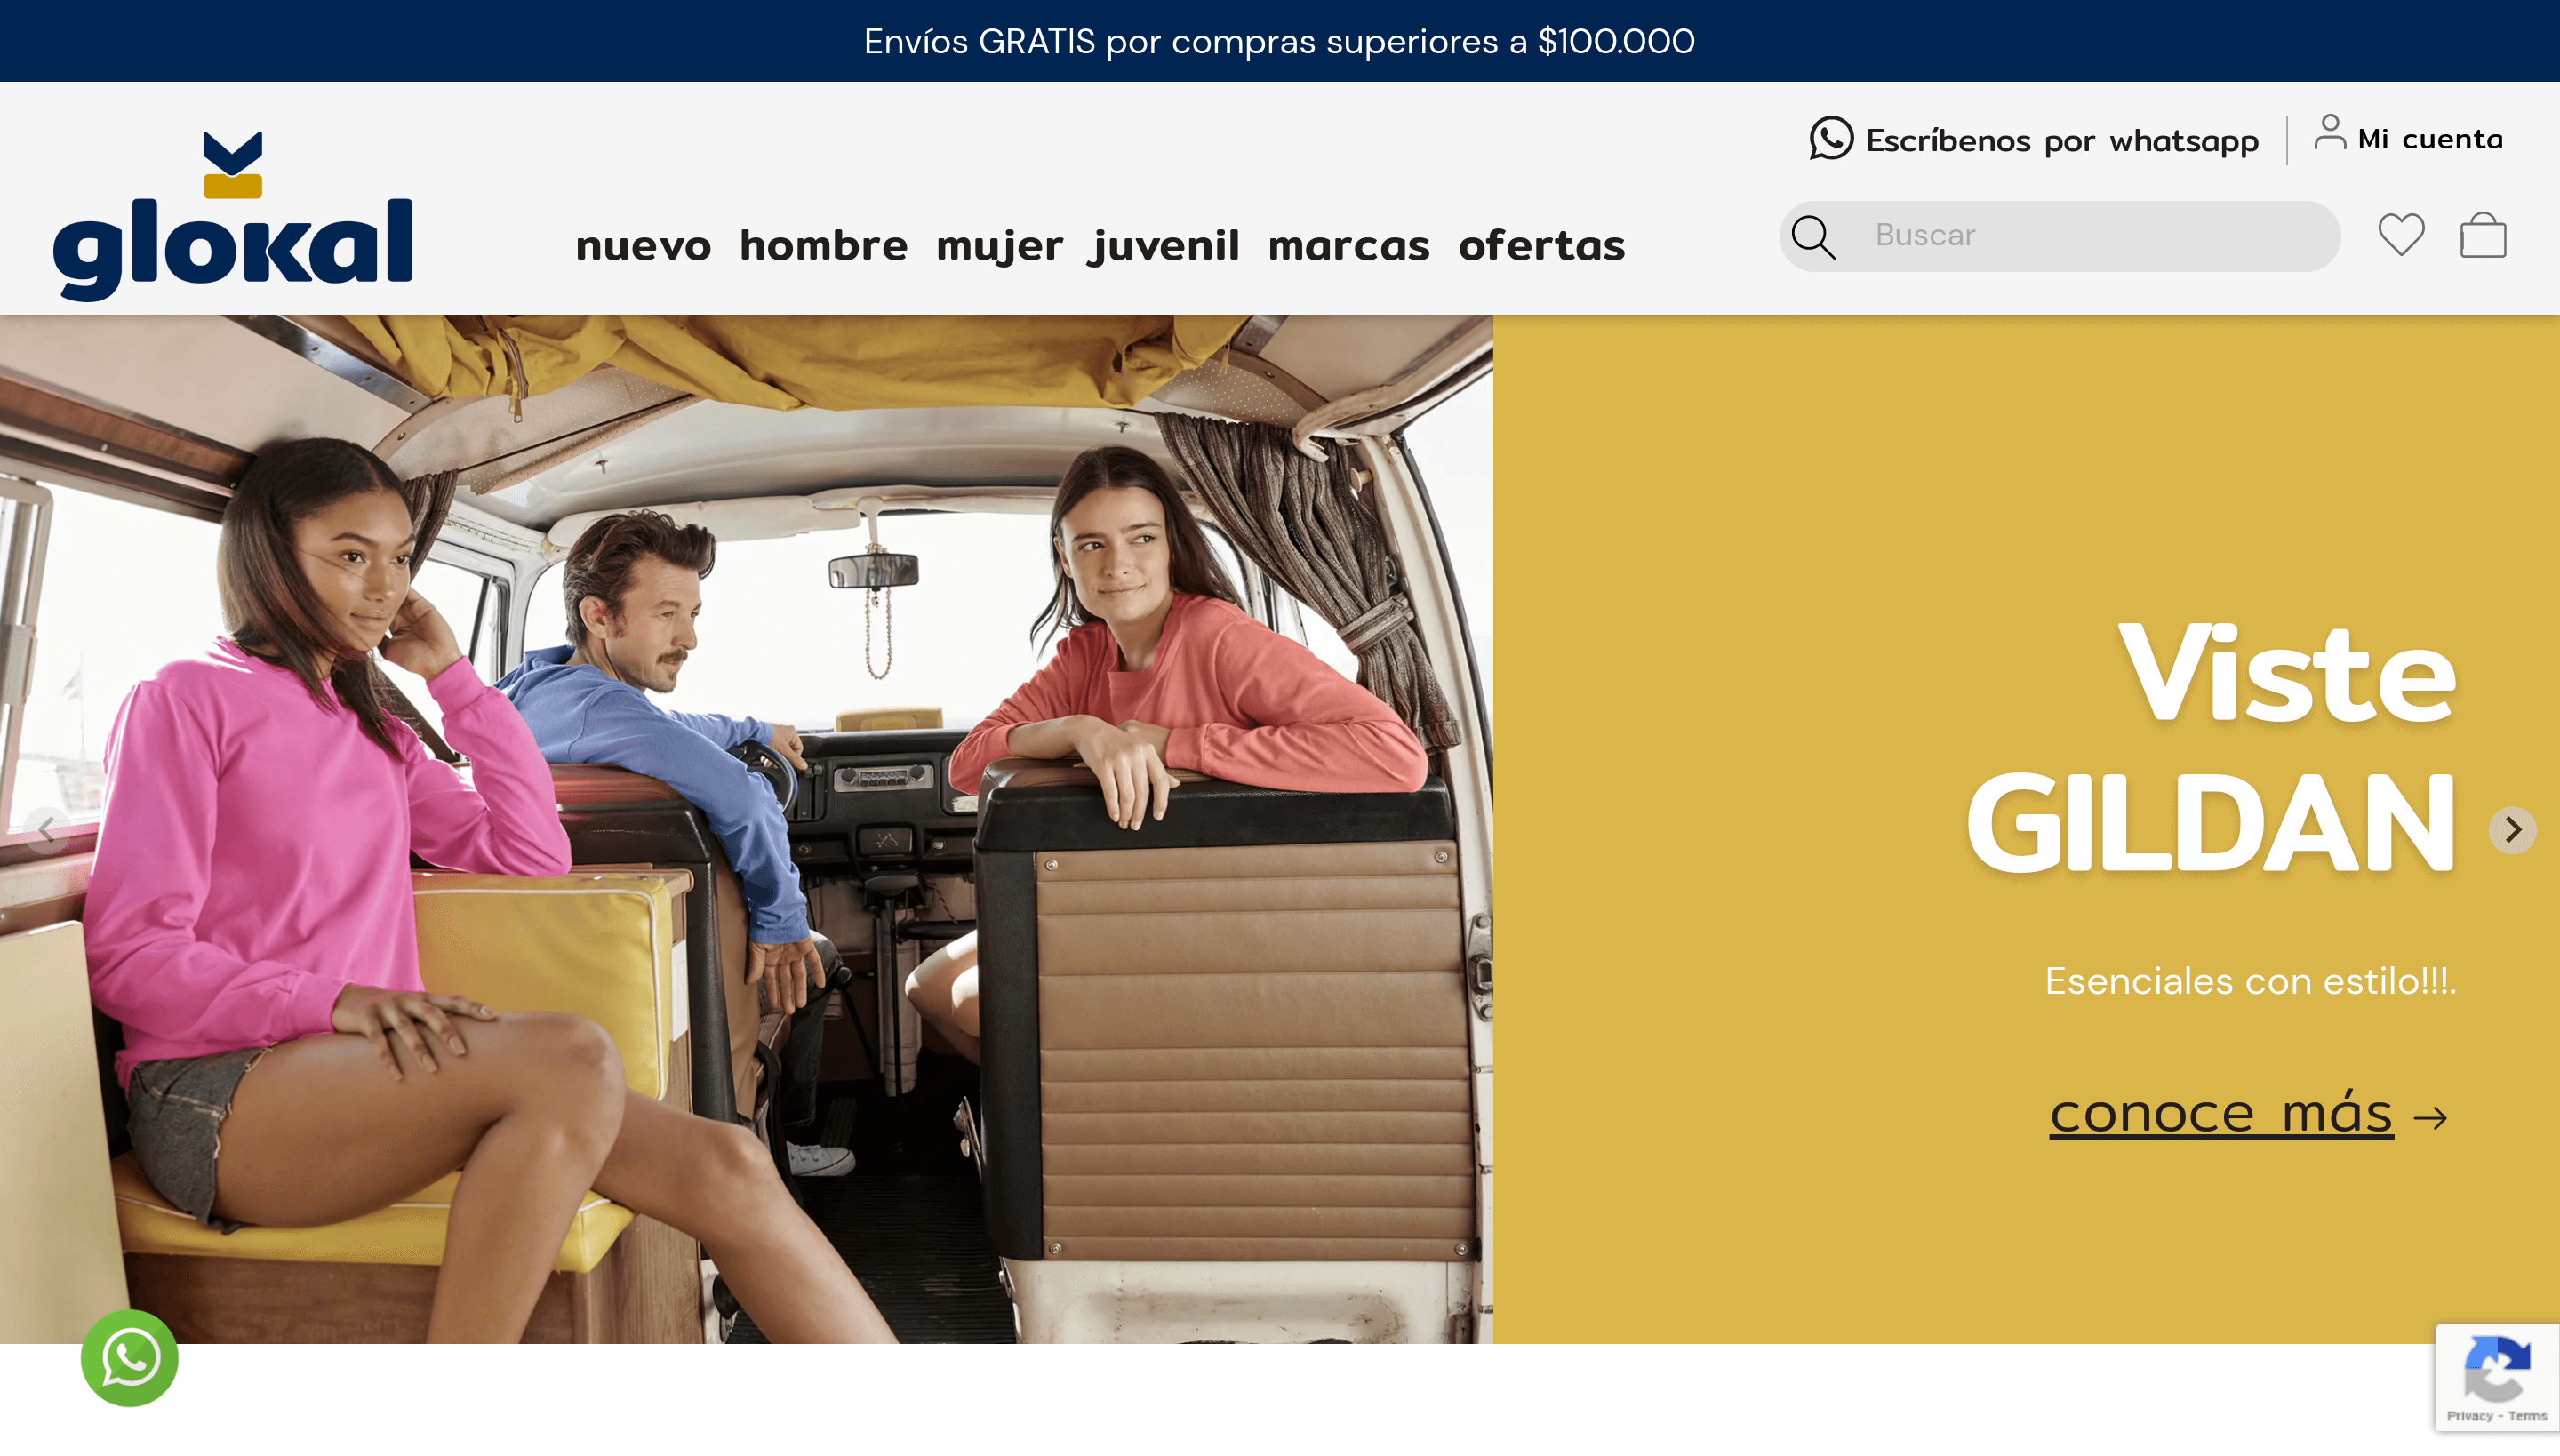 Envíos GRATIS por compras superiores a $100.000
glokal
Escríbenos por whatsapp
Mi cuenta
nuevo hombre mujer juvenil marcas ofertas
Buscar
Viste
GILDAN
Esenciales con estilo!!!.
conoce más →
Privacy - Terms